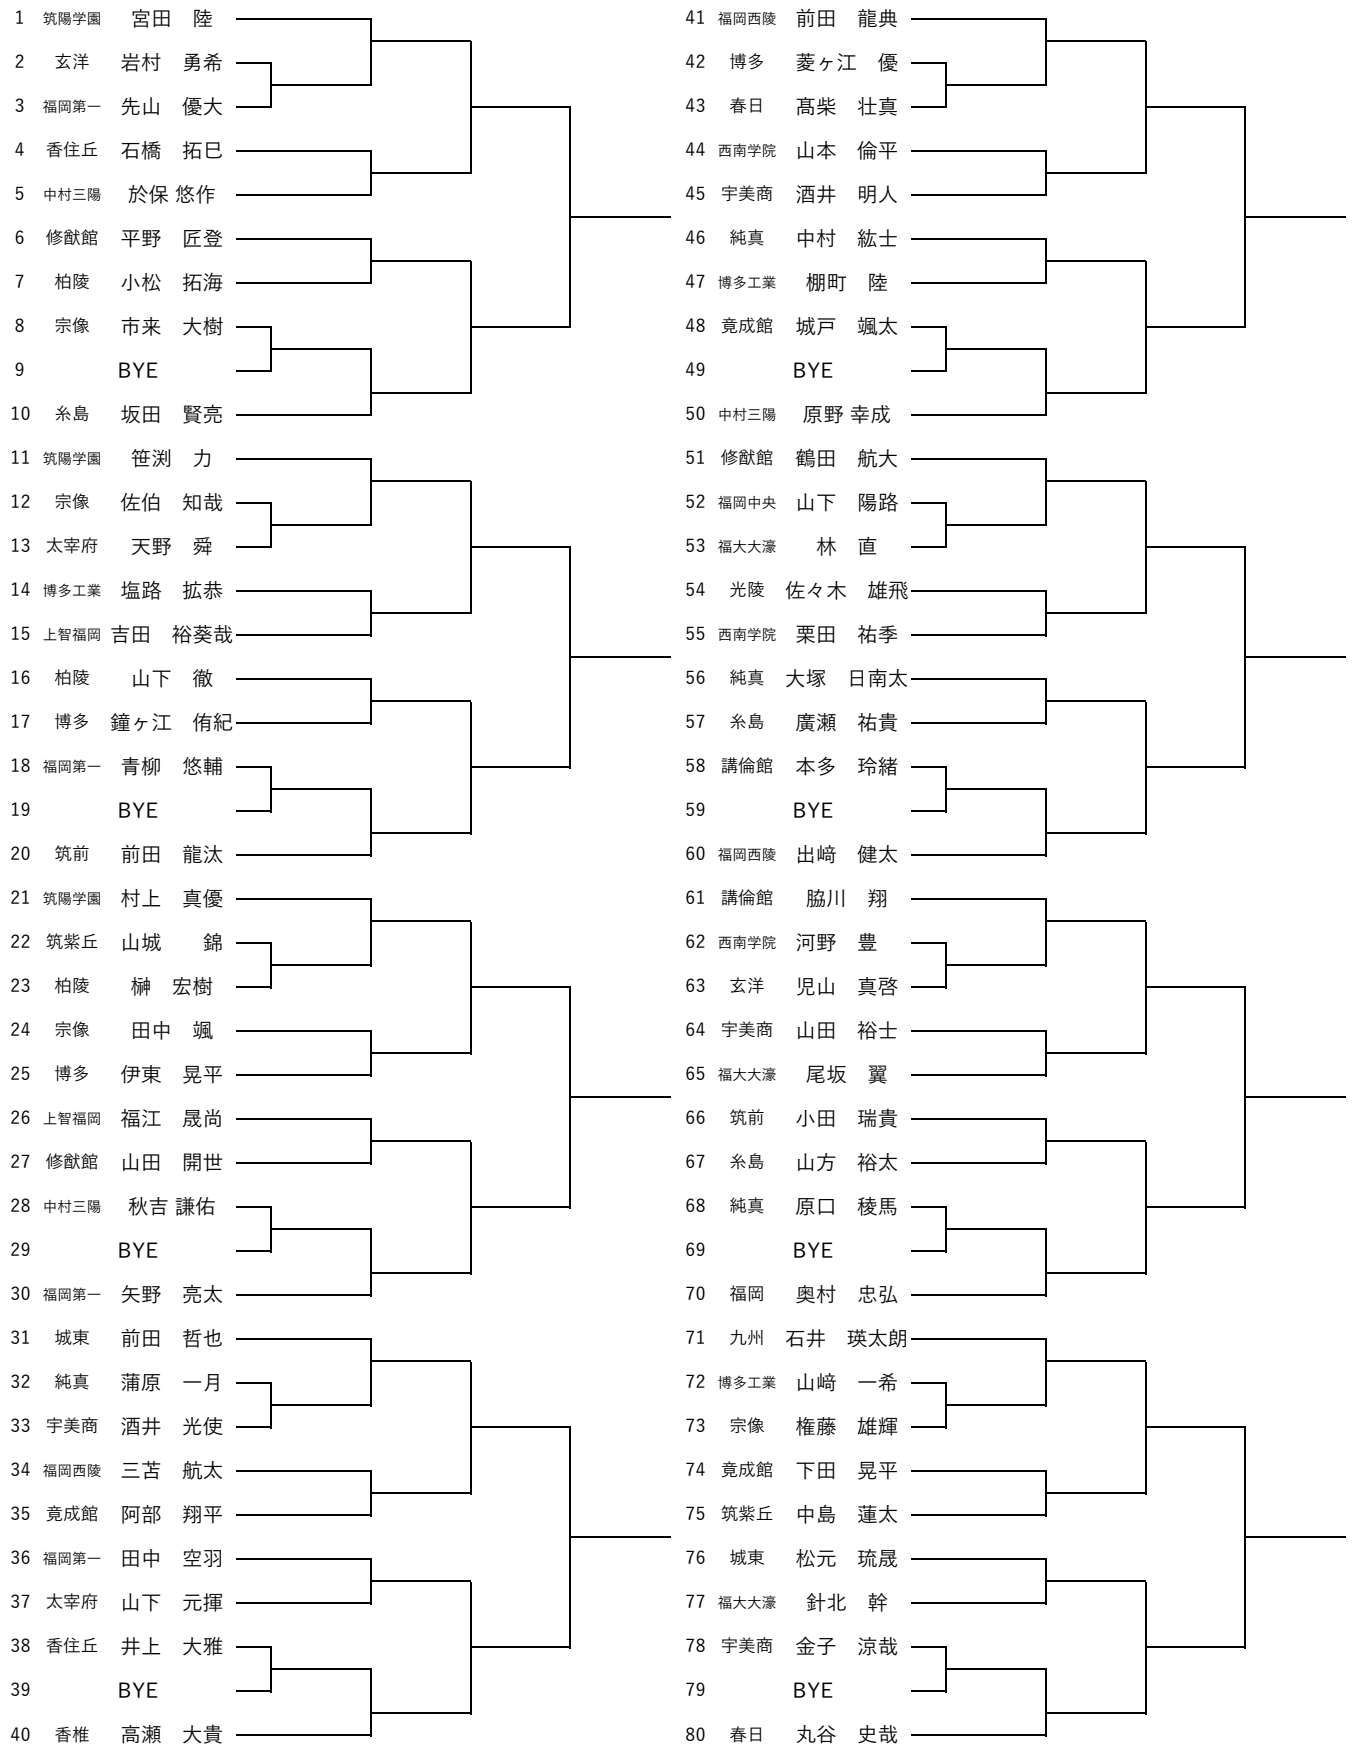 1 筑陽学園 宮田　陸
2 玄洋 岩村　勇希
3 福岡第一 先山　優大
4 香住丘 石橋　拓巳
5 中村三陽 於保 悠作
6 修猷館 平野　匠登
7 柏陵 小松　拓海
8 宗像 市来　大樹
9 BYE
10 糸島 坂田　賢亮
11 筑陽学園 笹渕　力
12 宗像 佐伯　知哉
13 太宰府 天野　舜
14 博多工業 塩路　拡恭
15 上智福岡 吉田　裕葵哉
16 柏陵 山下　徹
17 博多 鐘ヶ江　侑紀
18 福岡第一 青柳　悠輔
19 BYE
20 筑前 前田　龍汰
21 筑陽学園 村上　真優
22 筑紫丘 山城　　錦
23 柏陵 榊　宏樹
24 宗像 田中　颯
25 博多 伊東　晃平
26 上智福岡 福江　晟尚
27 修猷館 山田　開世
28 中村三陽 秋吉 謙佑
29 BYE
30 福岡第一 矢野　亮太
31 城東 前田　哲也
32 純真 蒲原　一月
33 宇美商 酒井　光使
34 福岡西陵 三苫　航太
35 竟成館 阿部　翔平
36 福岡第一 田中　空羽
37 太宰府 山下　元揮
38 香住丘 井上　大雅
39 BYE
40 香椎 高瀬　大貴
41 福岡西陵 前田　龍典
42 博多 菱ヶ江　優
43 春日 髙柴　壮真
44 西南学院 山本　倫平
45 宇美商 酒井　明人
46 純真 中村　紘士
47 博多工業 棚町　陸
48 竟成館 城戸　颯太
49 BYE
50 中村三陽 原野 幸成
51 修猷館 鶴田　航大
52 福岡中央 山下　陽路
53 福大大濠 林　直
54 光陵 佐々木　雄飛
55 西南学院 栗田　祐季
56 純真 大塚　日南太
57 糸島 廣瀬　祐貴
58 講倫館 本多　玲緒
59 BYE
60 福岡西陵 出﨑　健太
61 講倫館 脇川　翔
62 西南学院 河野　豊
63 玄洋 児山　真啓
64 宇美商 山田　裕士
65 福大大濠 尾坂　翼
66 筑前 小田　瑞貴
67 糸島 山方　裕太
68 純真 原口　稜馬
69 BYE
70 福岡 奥村　忠弘
71 九州 石井　瑛太朗
72 博多工業 山﨑　一希
73 宗像 権藤　雄輝
74 竟成館 下田　晃平
75 筑紫丘 中島　蓮太
76 城東 松元　琉晟
77 福大大濠 針北　幹
78 宇美商 金子　涼哉
79 BYE
80 春日 丸谷　史哉